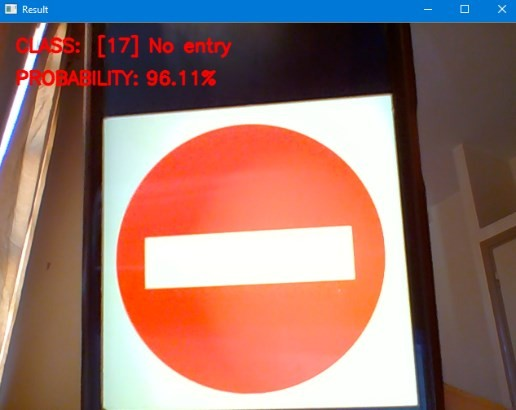 Result
CLASS: [17] No entry
PROBABILITY: 96.11%